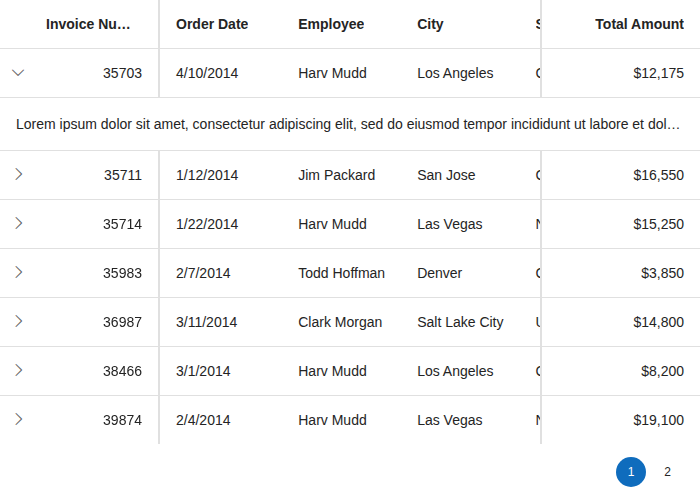 Invoice Nu… Order Date Employee City Total Amount
35703 4/10/2014 Harv Mudd Los Angeles $12,175
Lorem ipsum dolor sit amet, consectetur adipiscing elit, sed do eiusmod tempor incididunt ut labore et dol…
35711 1/12/2014 Jim Packard San Jose $16,550
35714 1/22/2014 Harv Mudd Las Vegas $15,250
35983 2/7/2014 Todd Hoffman Denver $3,850
36987 3/11/2014 Clark Morgan Salt Lake City $14,800
38466 3/1/2014 Harv Mudd Los Angeles $8,200
39874 2/4/2014 Harv Mudd Las Vegas $19,100
1 2